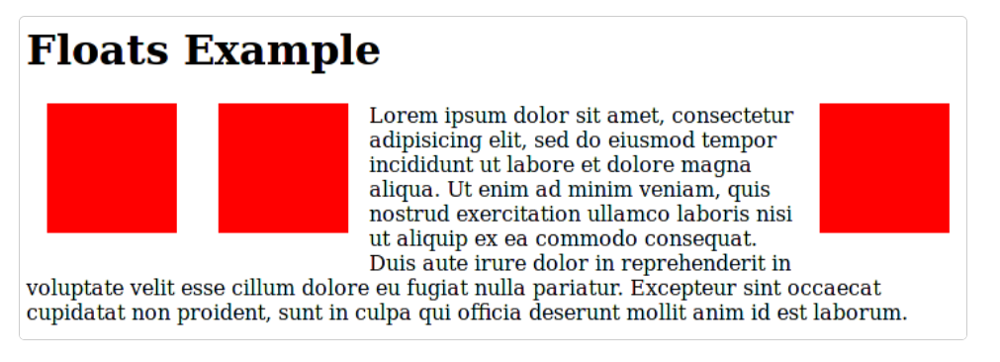 Floats Example
Lorem ipsum dolor sit amet, consectetur
adipisicing elit, sed do eiusmod tempor
incididunt ut labore et dolore magna
aliqua. Ut enim ad minim veniam, quis
nostrud exercitation ullamco laboris nisi
ut aliquip ex ea commodo consequat.
Duis aute irure dolor in reprehenderit in
voluptate velit esse cillum dolore eu fugiat nulla pariatur. Excepteur sint occaecat
cupidatat non proident, sunt in culpa qui officia deserunt mollit anim id est laborum.